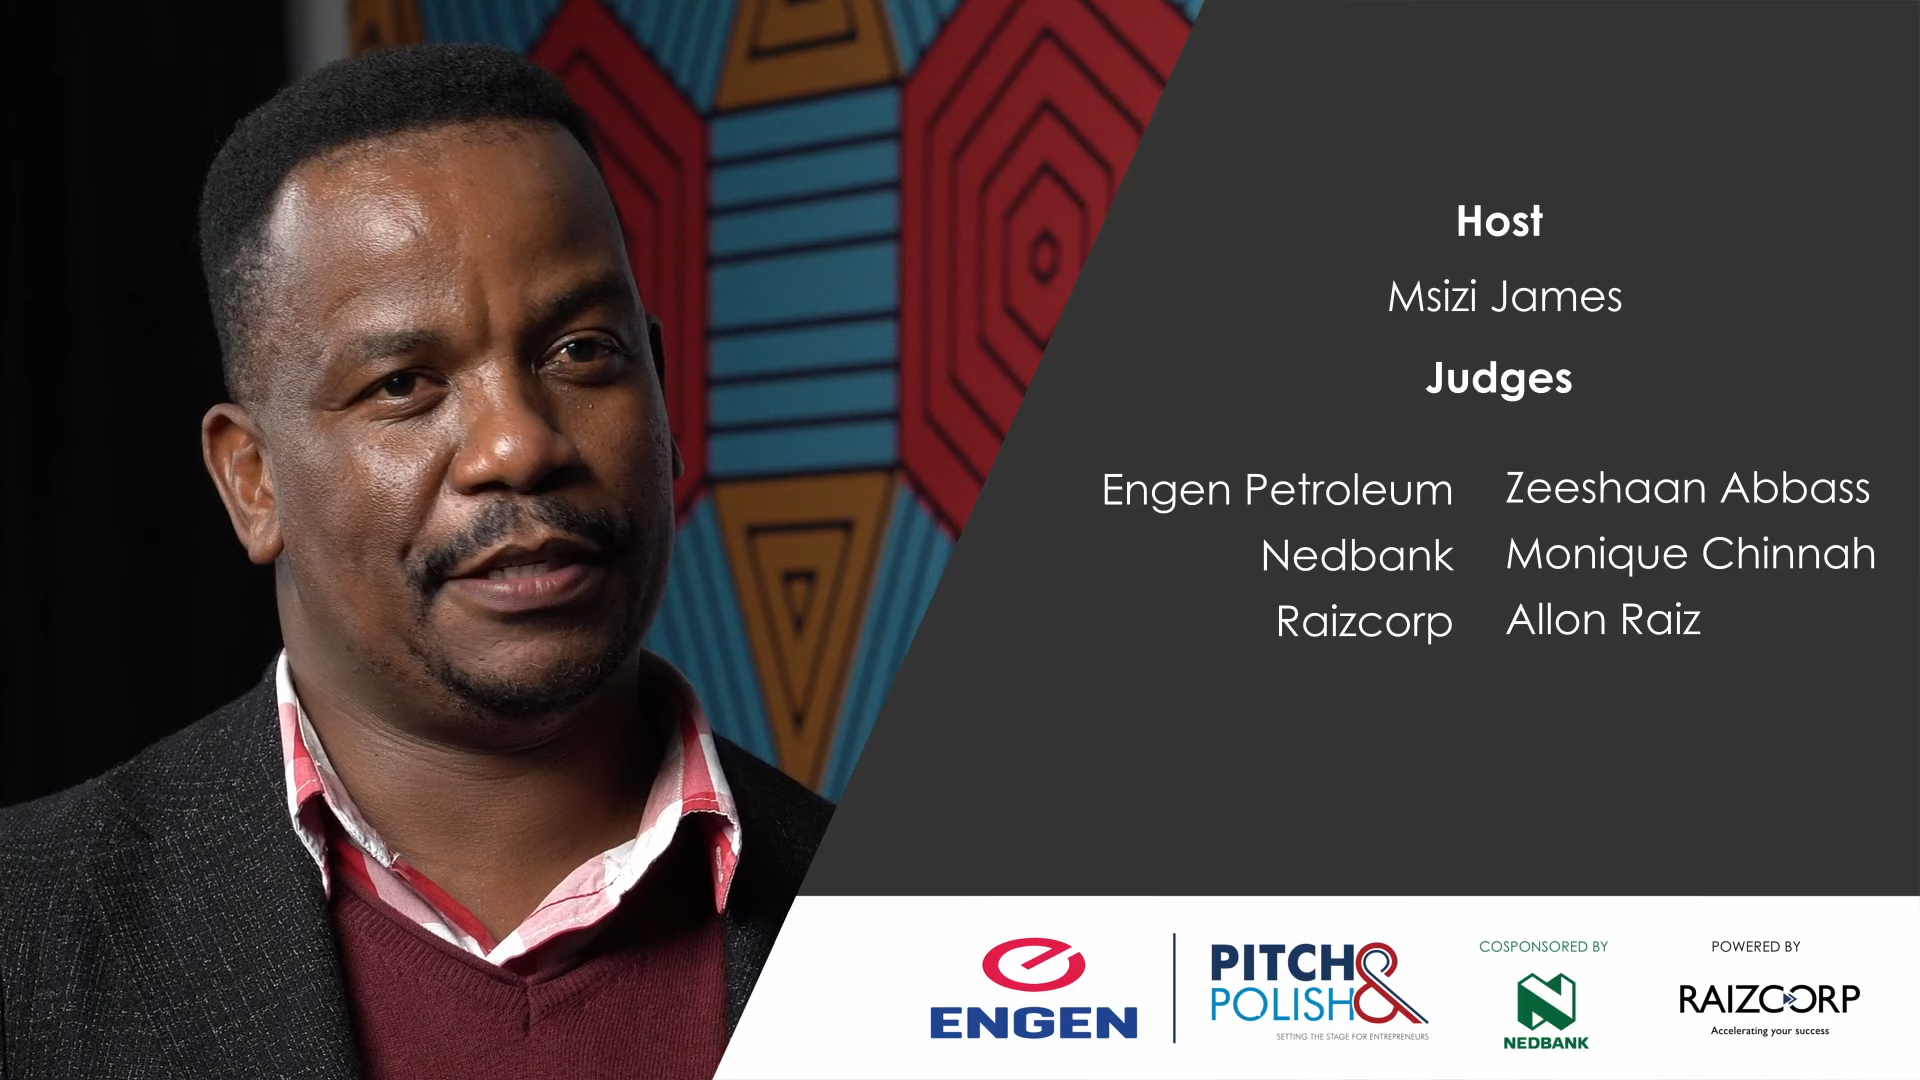 Host
Msizi James
Judges
Engen Petroleum Zeeshaan Abbass
Nedbank Monique Chinnah
Raizcorp Allon Raiz
ENGEN
PITCH &
POLISH
SETTING THE STAGE FOR ENTREPRENEURS
COSPONSORED BY
NEDBANK
POWERED BY
RAIZCORP
Accelerating your success